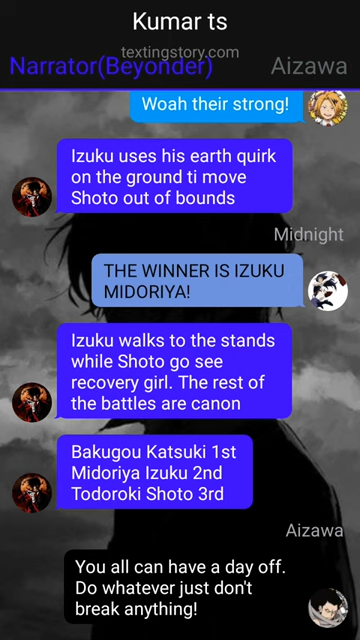 Kumar ts
textingstory.com
Narrator(Beyonder) Aizawa
Woah their strong!
Izuku uses his earth quirk
on the ground ti move
Shoto out of bounds
Midnight
THE WINNER IS IZUKU
MIDORIYA!
Izuku walks to the stands
while Shoto go see
recovery girl. The rest of
the battles are canon
Bakugou Katsuki 1st
Midoriya Izuku 2nd
Todoroki Shoto 3rd
Aizawa
You all can have a day off.
Do whatever just don't
break anything!